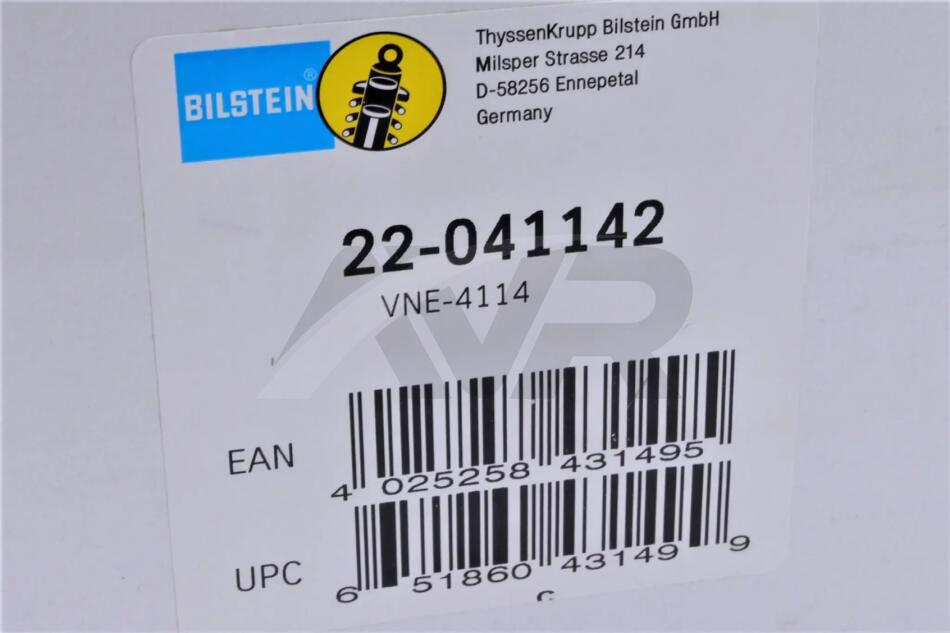 BILSTEIN®
ThyssenKrupp Bilstein GmbH
Milsper Strasse 214
D-58256 Ennepetal
Germany
22-041142
VNE-4114
AVR
EAN
4 025258 431495
UPC
6 51860 43149 9